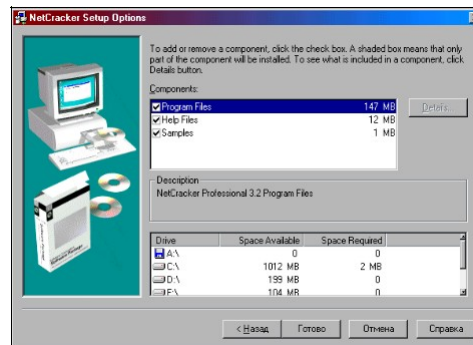 NetCracker Setup Options
To add or remove a component, click the check box. A shaded box means that only
part of the component will be installed. To see what is included in a component, click
Details button.
Components:
Program Files 147 MB
Help Files 12 MB
Samples 1 MB
Details...
Description
NetCracker Professional 3.2 Program Files
Drive Space Available Space Required
A:\ 0 0
C:\ 1012 MB 2 MB
D:\ 199 MB 0
E:\ 104 MB 0
< Назад Готово Отмена Справка